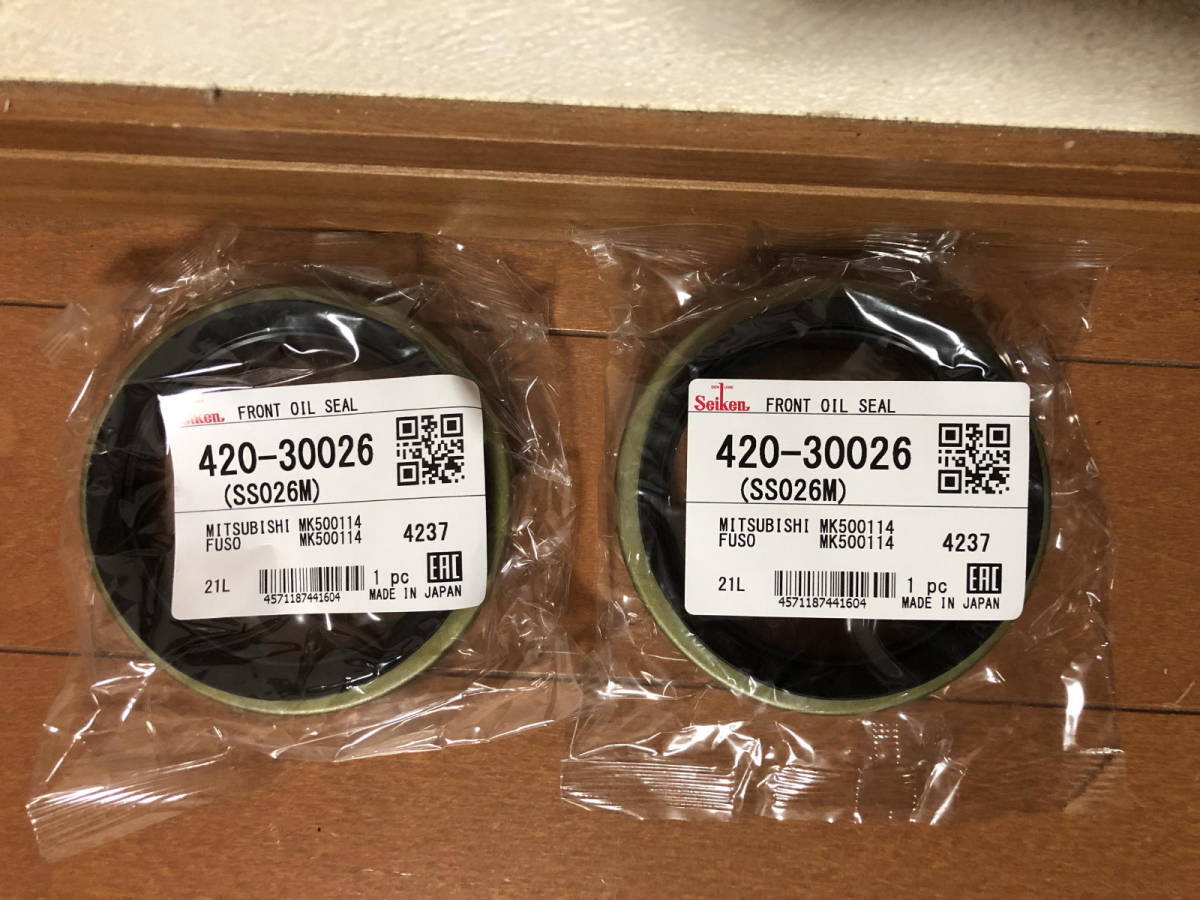 Seiken FRONT OIL SEAL
420-30026
(SS026M)
MITSUBISHI MK500114
FUSO MK500114 4237
21L 1 pc EAC
4571187441604 MADE IN JAPAN
Seiken FRONT OIL SEAL
420-30026
(SS026M)
MITSUBISHI MK500114
FUSO MK500114 4237
21L 1 pc EAC
4571187441604 MADE IN JAPAN